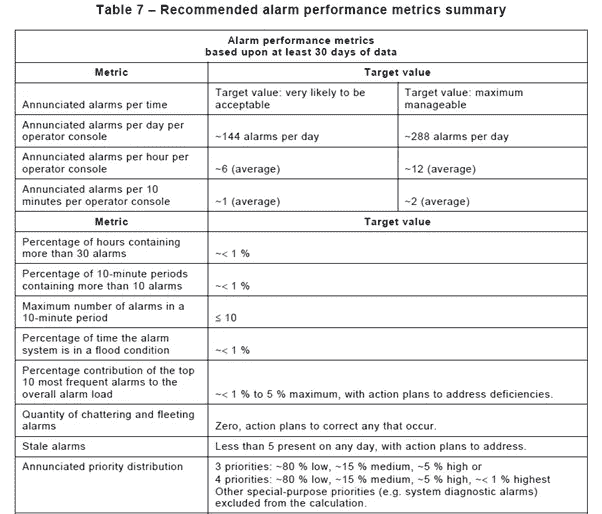 Table 7 – Recommended alarm performance metrics summary
Alarm performance metrics
based upon at least 30 days of data
Metric
Target value
Annunciated alarms per time
Target value: very likely to be
acceptable
Target value: maximum
manageable
Annunciated alarms per day per
operator console
~144 alarms per day
~288 alarms per day
Annunciated alarms per hour per
operator console
~6 (average)
~12 (average)
Annunciated alarms per 10
minutes per operator console
~1 (average)
~2 (average)
Metric
Target value
Percentage of hours containing
more than 30 alarms
~< 1 %
Percentage of 10-minute periods
containing more than 10 alarms
~< 1 %
Maximum number of alarms in a
10-minute period
≤ 10
Percentage of time the alarm
system is in a flood condition
~< 1 %
Percentage contribution of the top
10 most frequent alarms to the
overall alarm load
~< 1 % to 5 % maximum, with action plans to address deficiencies.
Quantity of chattering and fleeting
alarms
Zero, action plans to correct any that occur.
Stale alarms
Less than 5 present on any day, with action plans to address.
Annunciated priority distribution
3 priorities: ~80 % low, ~15 % medium, ~5 % high or
4 priorities: ~80 % low, ~15 % medium, ~5 % high, ~< 1 % highest
Other special-purpose priorities (e.g. system diagnostic alarms)
excluded from the calculation.